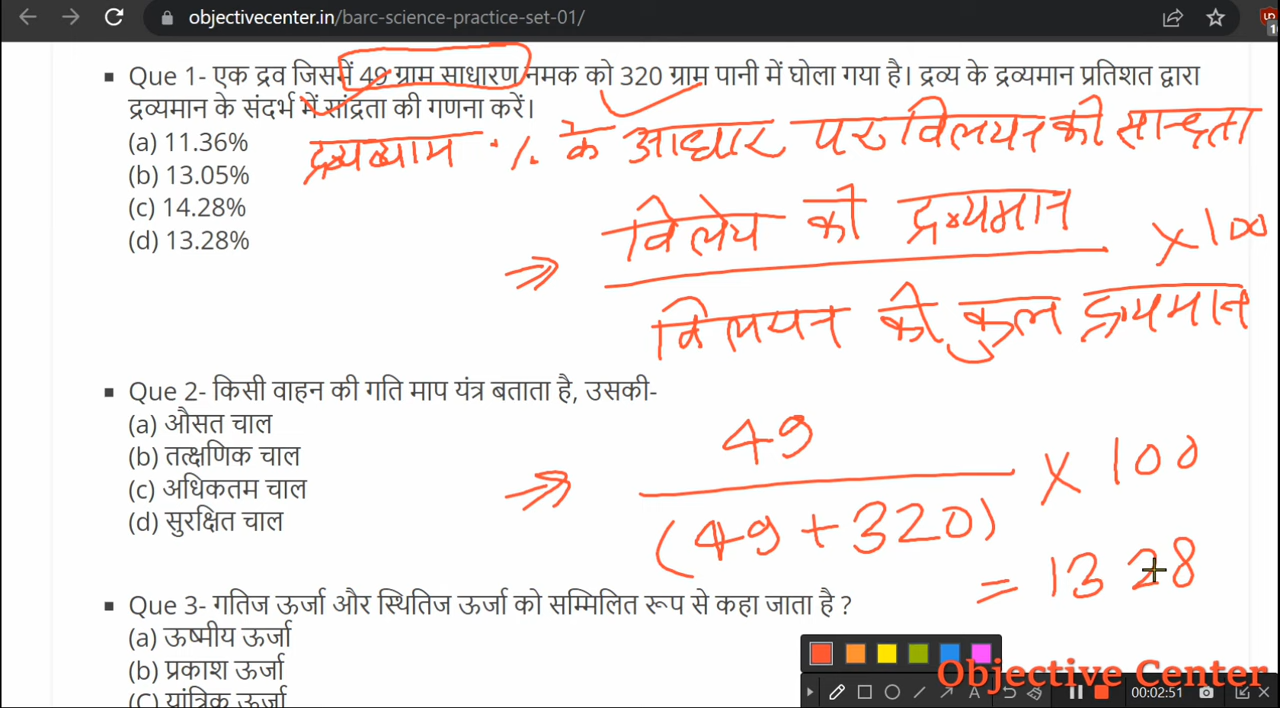 objectivecenter.in/barc-science-practice-set-01/
Que 1- एक द्रव जिसमें 49 ग्राम साधारण नमक को 320 ग्राम पानी में घोला गया है। द्रव्य के द्रव्यमान प्रतिशत द्वारा
द्रव्यमान के संदर्भ में सांद्रता की गणना करें।
(a) 11.36%
(b) 13.05%
(c) 14.28%
(d) 13.28%
द्रव्यव्याम % के आधार पर विलयन की सान्द्रता
विलेय की द्रव्यमान
× 100
विलयन की कुल द्रव्यमान
Que 2- किसी वाहन की गति माप यंत्र बताता है, उसकी-
(a) औसत चाल
(b) तत्क्षणिक चाल
(c) अधिकतम चाल
(d) सुरक्षित चाल
49
× 100
(49 + 320)
= 13 28
Que 3- गतिज ऊर्जा और स्थितिज ऊर्जा को सम्मिलित रूप से कहा जाता है ?
(a) ऊष्मीय ऊर्जा
(b) प्रकाश ऊर्जा
(C) यांत्रिक ऊर्जा
Objective Center
00:02:51